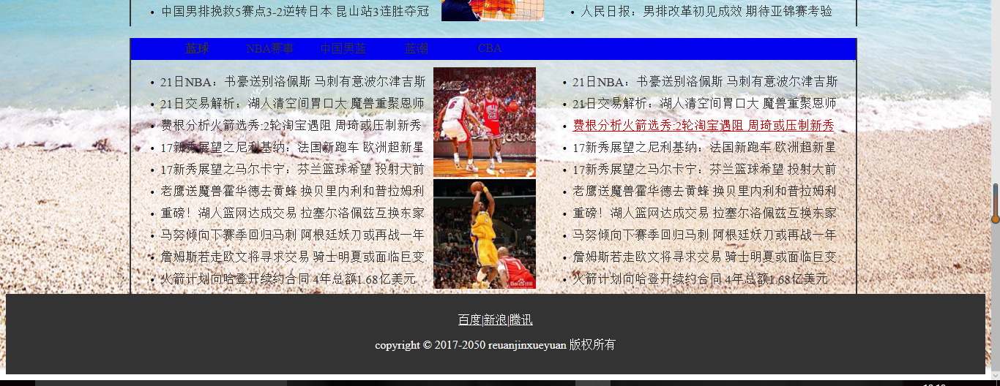 中国男排挽救5赛点3-2逆转日本 昆山站3连胜夺冠
人民日报：男排改革初见成效 期待亚锦赛考验
蓝球 NBA赛事 中国男蓝 蓝潮 CBA
21日NBA：书豪送别洛佩斯 马刺有意波尔津吉斯
21日交易解析：湖人清空间胃口大 魔兽重聚恩师
费根分析火箭选秀:2轮淘宝遇阻 周琦或压制新秀
17新秀展望之尼利基纳：法国新跑车 欧洲超新星
17新秀展望之马尔卡宁：芬兰篮球希望 投射大前
老鹰送魔兽霍华德去黄蜂 换贝里内利和普拉姆利
重磅！湖人篮网达成交易 拉塞尔洛佩兹互换东家
马努倾向下赛季回归马刺 阿根廷妖刀或再战一年
詹姆斯若走欧文将寻求交易 骑士明夏或面临巨变
火箭计划向哈登开续约合同 4年总额1.68亿美元
21日NBA：书豪送别洛佩斯 马刺有意波尔津吉斯
21日交易解析：湖人清空间胃口大 魔兽重聚恩师
费根分析火箭选秀:2轮淘宝遇阻 周琦或压制新秀
17新秀展望之尼利基纳：法国新跑车 欧洲超新星
17新秀展望之马尔卡宁：芬兰篮球希望 投射大前
老鹰送魔兽霍华德去黄蜂 换贝里内利和普拉姆利
重磅！湖人篮网达成交易 拉塞尔洛佩兹互换东家
马努倾向下赛季回归马刺 阿根廷妖刀或再战一年
詹姆斯若走欧文将寻求交易 骑士明夏或面临巨变
火箭计划向哈登开续约合同 4年总额1.68亿美元
百度|新浪|腾讯
copyright © 2017-2050 reuanjinxueyuan 版权所有